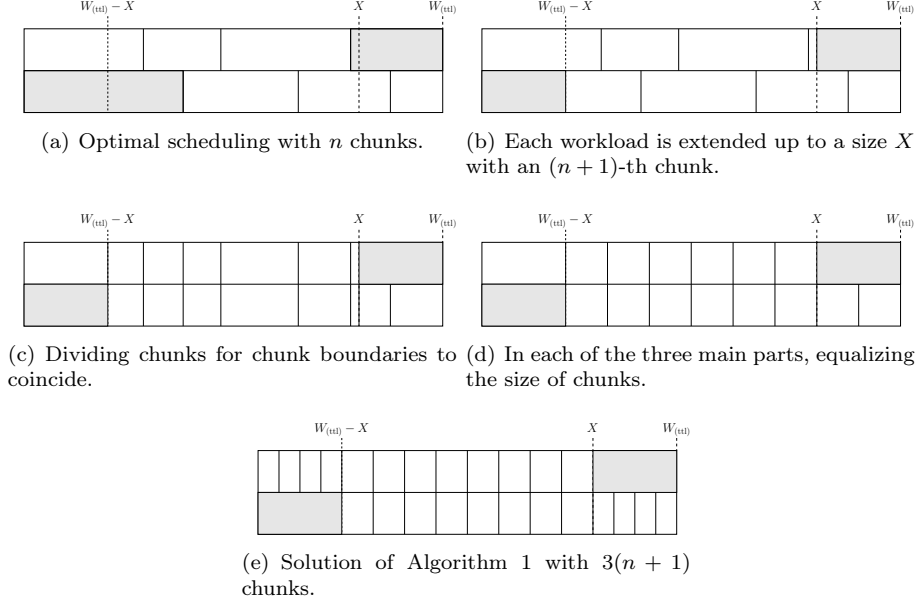 W(ttl) − X X W(ttl) W(ttl) − X X W(ttl)
(a) Optimal scheduling with n chunks.
(b) Each workload is extended up to a size X
with an (n + 1)-th chunk.
W(ttl) − X X W(ttl) W(ttl) − X X W(ttl)
(c) Dividing chunks for chunk boundaries to
coincide.
(d) In each of the three main parts, equalizing
the size of chunks.
W(ttl) − X X W(ttl)
(e) Solution of Algorithm 1 with 3(n + 1)
chunks.